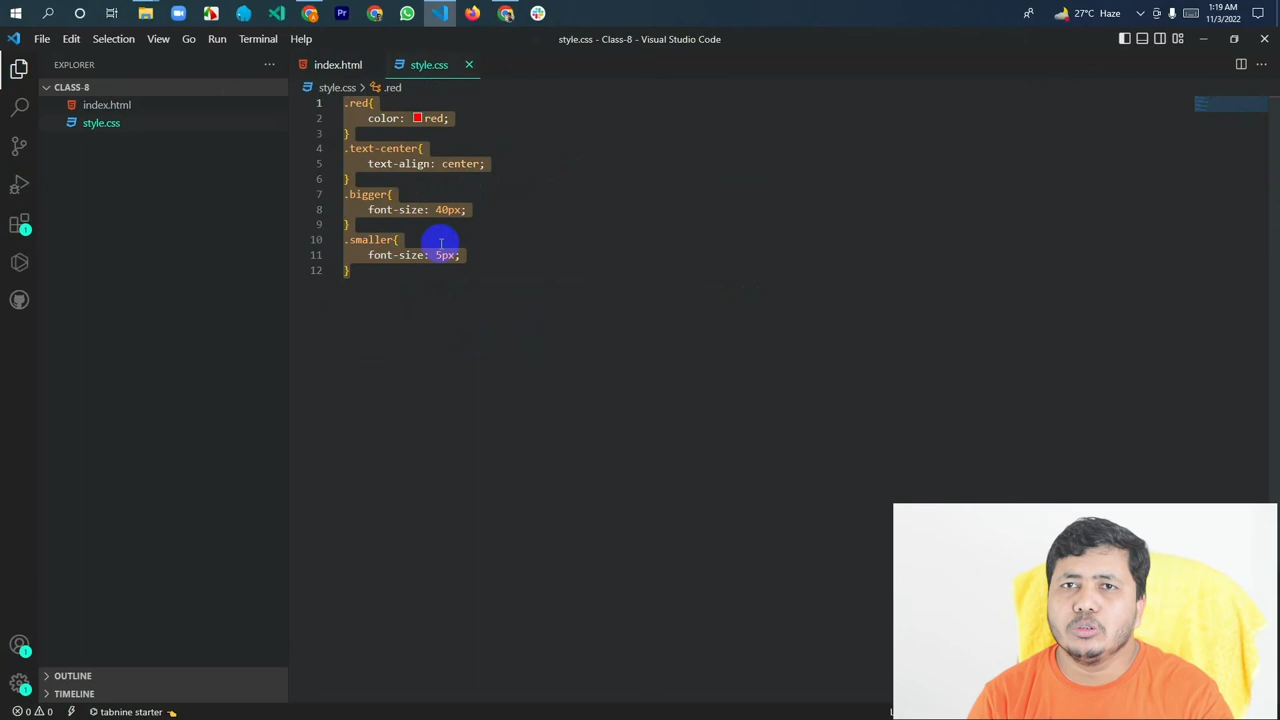 27°C Haze
1:19 AM
11/3/2022
File Edit Selection View Go Run Terminal Help
style.css - Class-8 - Visual Studio Code
EXPLORER
index.html
style.css
CLASS-8
style.css > .red
index.html
style.css
1 .red{
2 color: red;
3 }
4 .text-center{
5 text-align: center;
6 }
7 .bigger{
8 font-size: 40px;
9 }
10 .smaller{
11 font-size: 5px;
12 }
1
1
1
OUTLINE
TIMELINE
0 0 tabnine starter